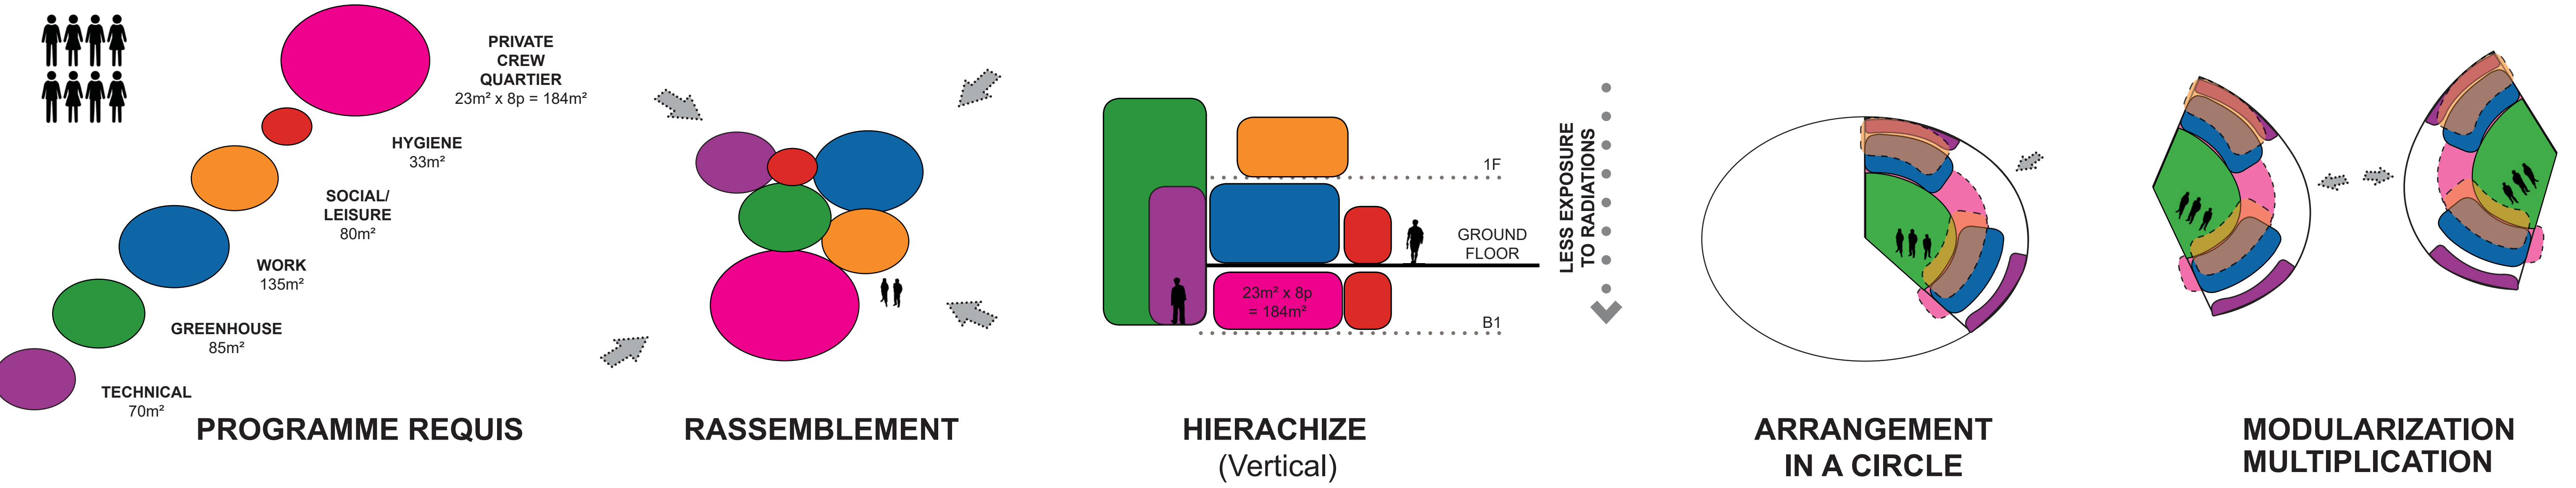 PRIVATE
CREW
QUARTIER
23m² x 8p = 184m²
HYGIENE
33m²
SOCIAL/
LEISURE
80m²
WORK
135m²
GREENHOUSE
85m²
TECHNICAL
70m²
PROGRAMME REQUIS
RASSEMBLEMENT
1F
GROUND
FLOOR
23m² x 8p
= 184m²
B1
HIERACHIZE
(Vertical)
LESS EXPOSURE
TO RADIATIONS
ARRANGEMENT
IN A CIRCLE
MODULARIZATION
MULTIPLICATION